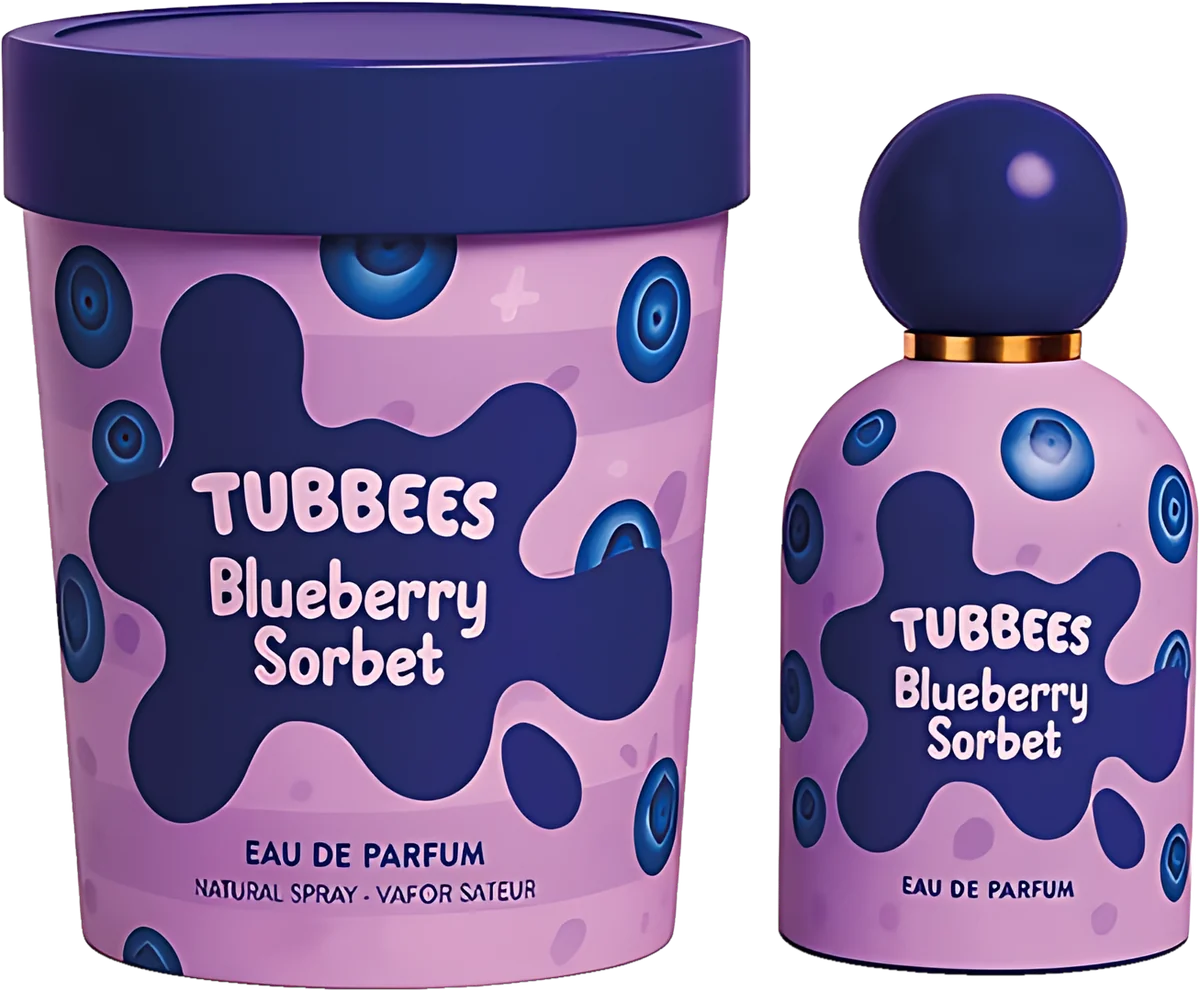 TUBBEES
Blueberry
Sorbet
EAU DE PARFUM
NATURAL SPRAY - VAFOR SATEUR
TUBBEES
Blueberry
Sorbet
EAU DE PARFUM